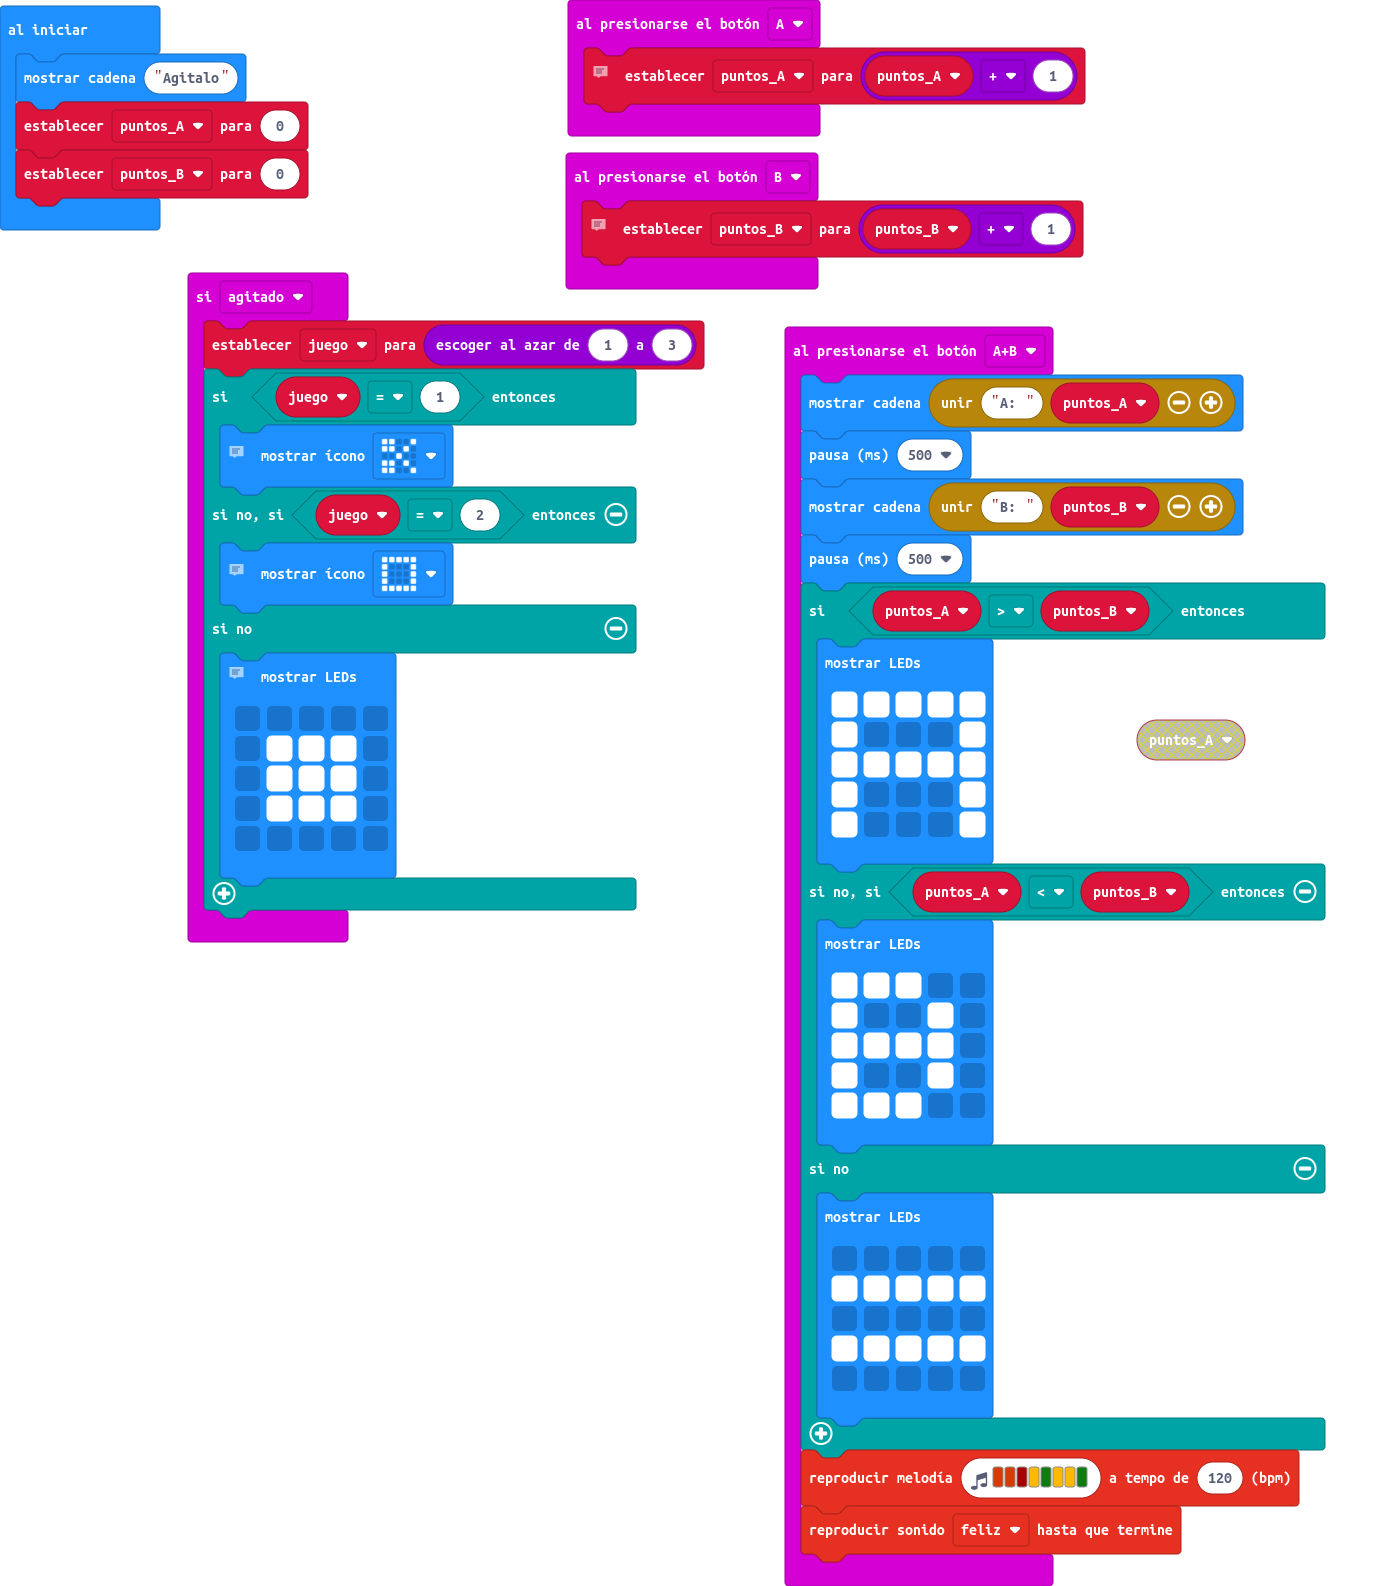 al iniciar
mostrar cadena "Agitalo"
establecer puntos_A para 0
establecer puntos_B para 0
al presionarse el botón A
establecer puntos_A para puntos_A + 1
al presionarse el botón B
establecer puntos_B para puntos_B + 1
si agitado
establecer juego para escoger al azar de 1 a 3
si juego = 1 entonces
mostrar ícono
si no, si juego = 2 entonces
mostrar ícono
si no
mostrar LEDs
al presionarse el botón A+B
mostrar cadena unir "A: " puntos_A
pausa (ms) 500
mostrar cadena unir "B: " puntos_B
pausa (ms) 500
si puntos_A > puntos_B entonces
mostrar LEDs
puntos_A
si no, si puntos_A < puntos_B entonces
mostrar LEDs
si no
mostrar LEDs
reproducir melodía a tempo de 120 (bpm)
reproducir sonido feliz hasta que termine